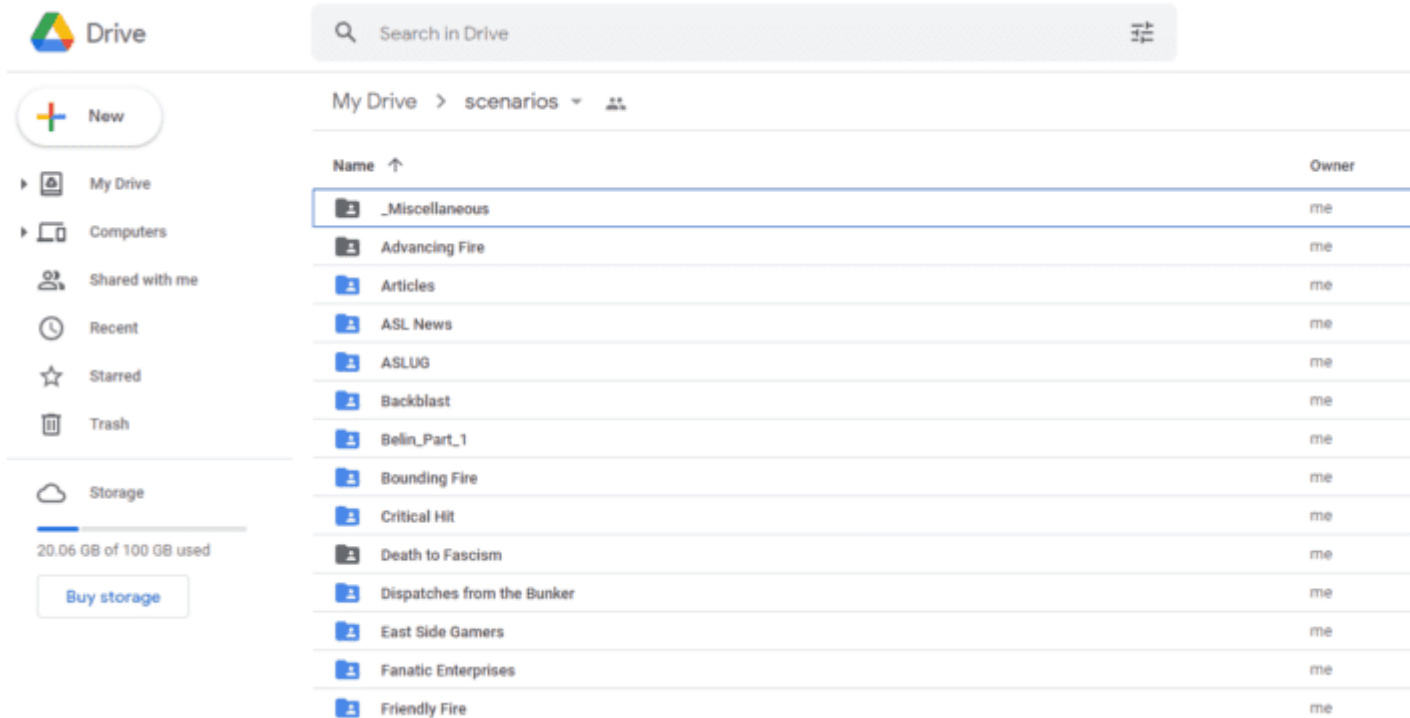 Drive
Search in Drive
New
My Drive
Computers
Shared with me
Recent
Starred
Trash
Storage
20.06 GB of 100 GB used
Buy storage
My Drive > scenarios
Name Owner
_Miscellaneous me
Advancing Fire me
Articles me
ASL News me
ASLUG me
Backblast me
Belin_Part_1 me
Bounding Fire me
Critical Hit me
Death to Fascism me
Dispatches from the Bunker me
East Side Gamers me
Fanatic Enterprises me
Friendly Fire me